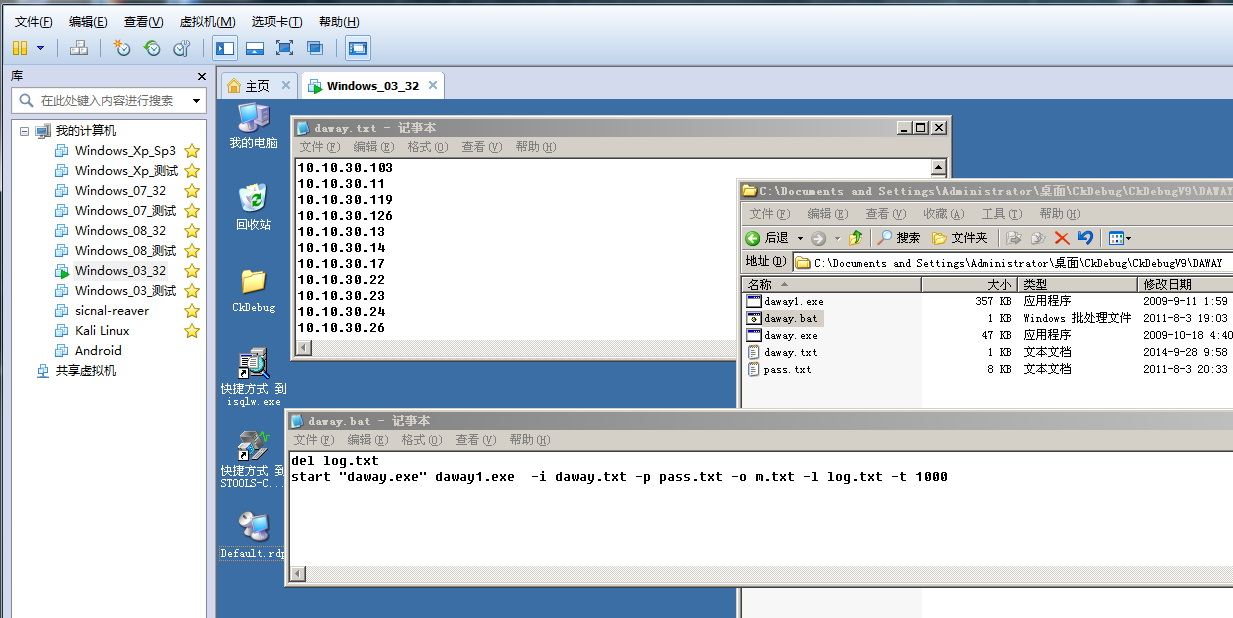 文件(F) 编辑(E) 查看(V) 虚拟机(M) 选项卡(T) 帮助(H)
库
在此处键入内容进行搜索
我的计算机
Windows_Xp_Sp3
Windows_Xp_测试
Windows_07_32
Windows_07_测试
Windows_08_32
Windows_08_测试
Windows_03_32
Windows_03_测试
sicnal-reaver
Kali Linux
Android
共享虚拟机
主页 Windows_03_32
我的电脑
回收站
CkDebug
快捷方式 到
isqlw.exe
快捷方式 到
STOOLS-C...
Default.rdp
daway.txt - 记事本
文件(F) 编辑(E) 格式(O) 查看(V) 帮助(H)
10.10.30.103
10.10.30.11
10.10.30.119
10.10.30.126
10.10.30.13
10.10.30.14
10.10.30.17
10.10.30.22
10.10.30.23
10.10.30.24
10.10.30.26
C:\Documents and Settings\Administrator\桌面\CkDebug\CkDebugV9\DAWAY
文件(F) 编辑(E) 查看(V) 收藏(A) 工具(T) 帮助(H)
后退 搜索 文件夹
地址(D) C:\Documents and Settings\Administrator\桌面\CkDebug\CkDebugV9\DAWAY
名称 大小 类型 修改日期
daway1.exe 357 KB 应用程序 2009-9-11 1:59
daway.bat 1 KB Windows 批处理文件 2011-8-3 19:03
daway.exe 47 KB 应用程序 2009-10-18 4:40
daway.txt 1 KB 文本文档 2014-9-28 9:58
pass.txt 8 KB 文本文档 2011-8-3 20:33
daway.bat - 记事本
文件(F) 编辑(E) 格式(O) 查看(V) 帮助(H)
del log.txt
start "daway.exe" daway1.exe  -i daway.txt -p pass.txt -o m.txt -l log.txt -t 1000